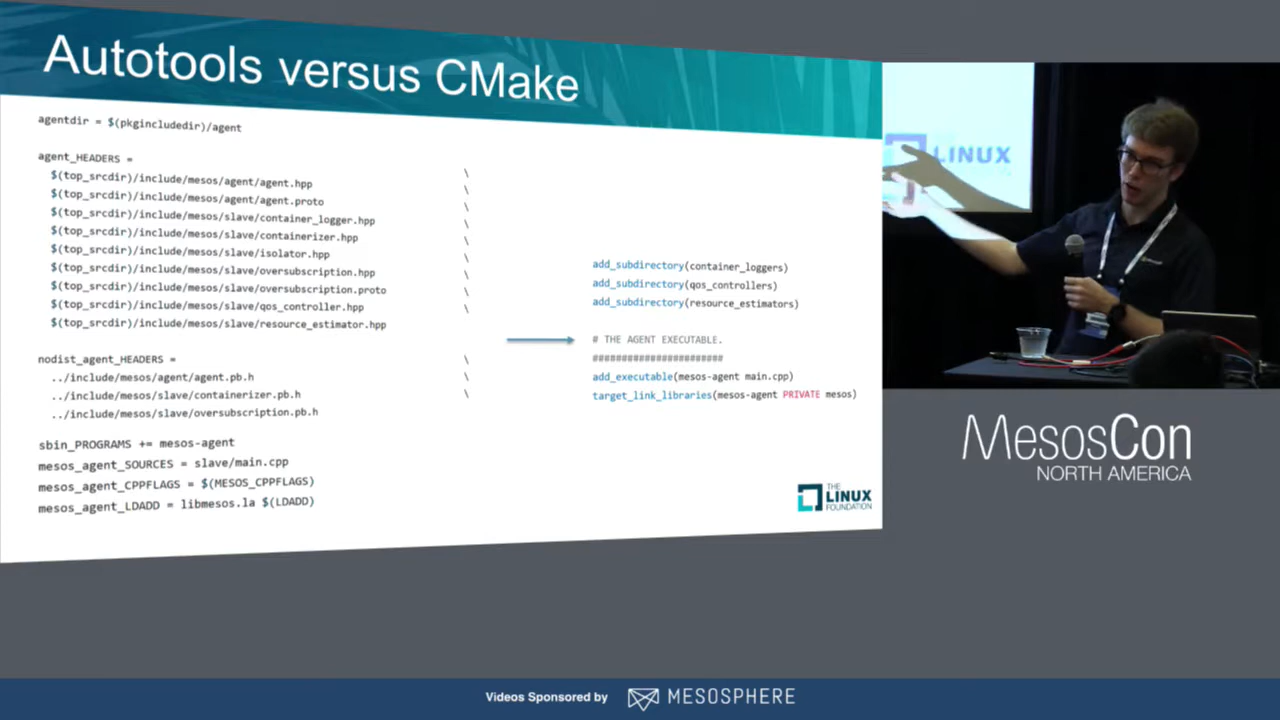 Autotools versus CMake
agentdir = $(pkgincludedir)/agent
agent_HEADERS =
$(top_srcdir)/include/mesos/agent/agent.hpp \
$(top_srcdir)/include/mesos/agent/agent.proto \
$(top_srcdir)/include/mesos/slave/container_logger.hpp \
$(top_srcdir)/include/mesos/slave/containerizer.hpp \
$(top_srcdir)/include/mesos/slave/isolator.hpp \
$(top_srcdir)/include/mesos/slave/oversubscription.hpp \
$(top_srcdir)/include/mesos/slave/oversubscription.proto \
$(top_srcdir)/include/mesos/slave/qos_controller.hpp \
$(top_srcdir)/include/mesos/slave/resource_estimator.hpp
nodist_agent_HEADERS = \
../include/mesos/agent/agent.pb.h \
../include/mesos/slave/containerizer.pb.h \
../include/mesos/slave/oversubscription.pb.h
sbin_PROGRAMS += mesos-agent
mesos_agent_SOURCES = slave/main.cpp
mesos_agent_CPPFLAGS = $(MESOS_CPPFLAGS)
mesos_agent_LDADD = libmesos.la $(LDADD)
add_subdirectory(container_loggers)
add_subdirectory(qos_controllers)
add_subdirectory(resource_estimators)
# THE AGENT EXECUTABLE.
######################
add_executable(mesos-agent main.cpp)
target_link_libraries(mesos-agent PRIVATE mesos)
THE
LINUX
FOUNDATION
LINUX
MesosCon
NORTH AMERICA
Videos Sponsored by MESOSPHERE